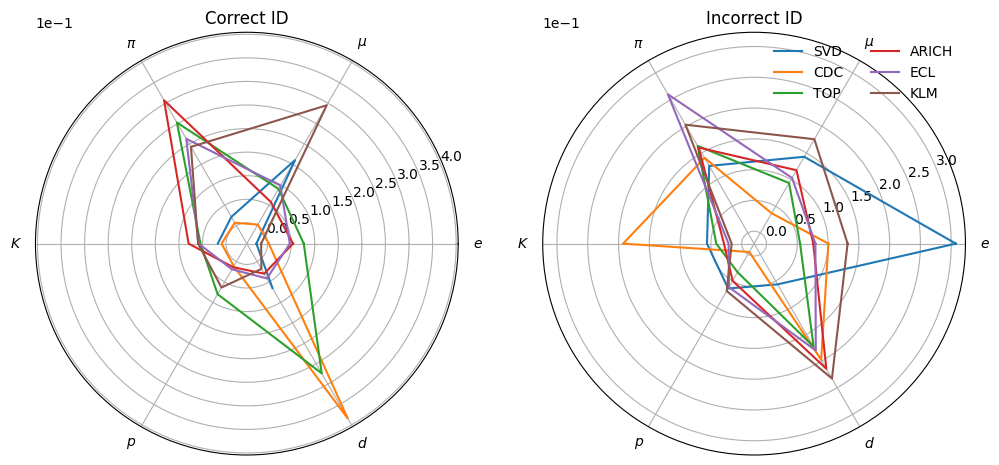 1e−1
Correct ID
e
μ
π
K
p
d
0.0
0.5
1.0
1.5
2.0
2.5
3.0
3.5
4.0
1e−1
Incorrect ID
e
μ
π
K
p
d
0.0
0.5
1.0
1.5
2.0
2.5
3.0
SVD
CDC
TOP
ARICH
ECL
KLM